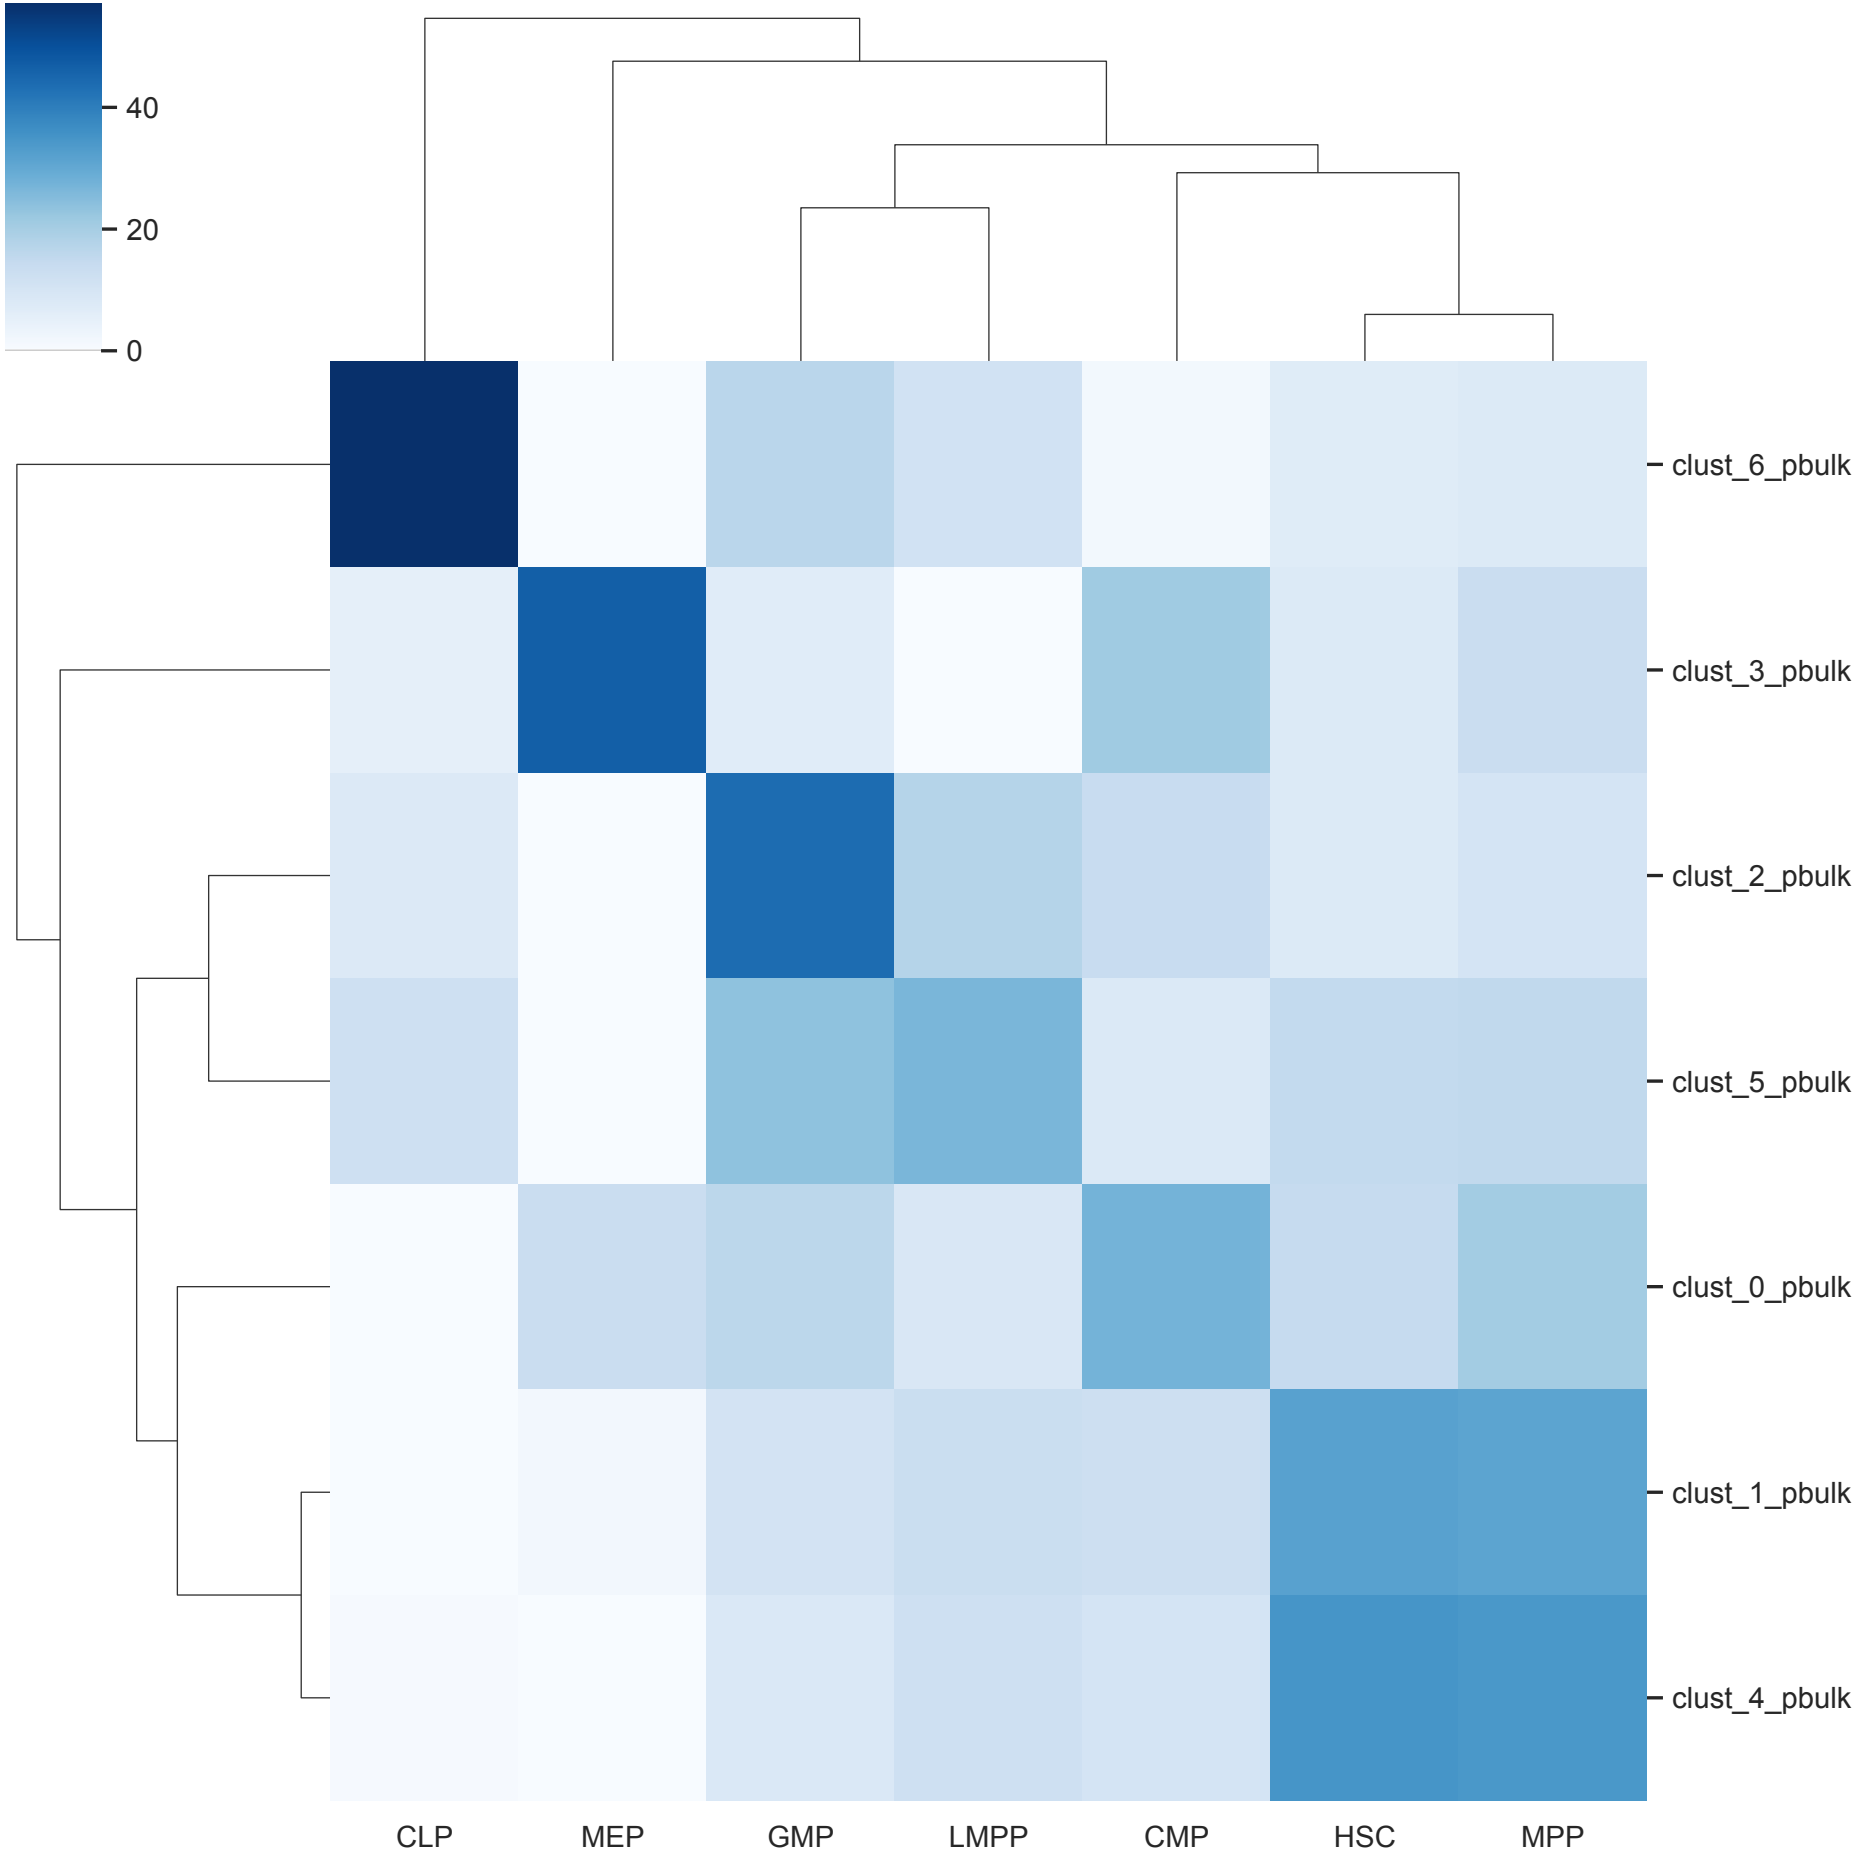 40
20
0
clust_6_pbulk
clust_3_pbulk
clust_2_pbulk
clust_5_pbulk
clust_0_pbulk
clust_1_pbulk
clust_4_pbulk
CLP MEP GMP LMPP CMP HSC MPP